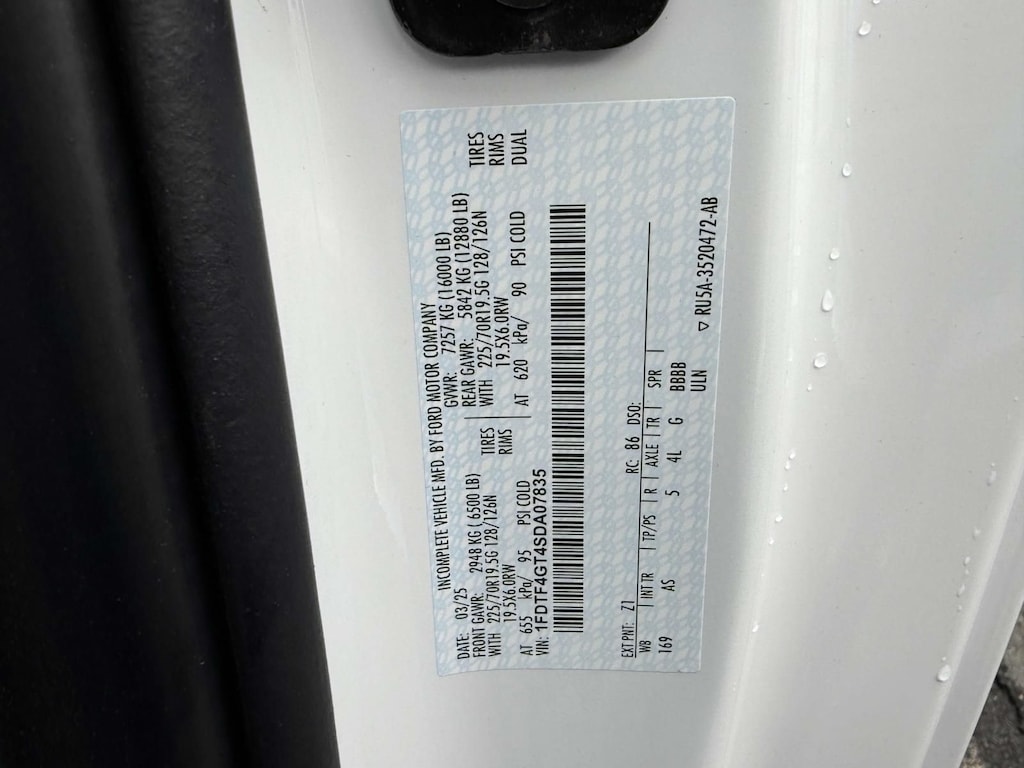 INCOMPLETE VEHICLE MFD. BY FORD MOTOR COMPANY
DATE: 03/25 GVWR: 7257 KG (16000 LB)
FRONT GAWR: 2948 KG ( 6500 LB) REAR GAWR: 5842 KG (12880 LB)
WITH 225/70R19.5G 128/126N TIRES WITH 225/70R19.5G 128/126N TIRES
19.5X6.0RW RIMS 19.5X6.0RW RIMS
AT 655 kPa/ 95 PSI COLD AT 620 kPa/ 90 PSI COLD DUAL
VIN: 1FDTF4GT4SDA07835
EXT PNT: Z1 RC: 86 DSO:
WB INT TR TP/PS R AXLE TR SPR
169 AS 5 4L G BBBB
ULN
▽ RU5A-3520472-AB